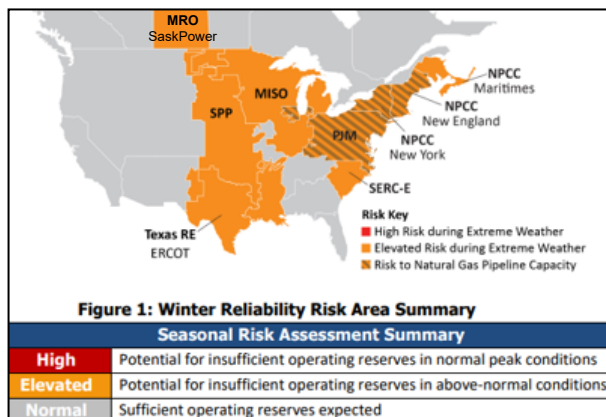 MRO
SaskPower
MISO
SPP
PJM
NPCC
Maritimes
NPCC
New England
NPCC
New York
SERC-E
Texas RE
ERCOT
Risk Key
High Risk during Extreme Weather
Elevated Risk during Extreme Weather
Risk to Natural Gas Pipeline Capacity
Figure 1: Winter Reliability Risk Area Summary
Seasonal Risk Assessment Summary
High Potential for insufficient operating reserves in normal peak conditions
Elevated Potential for insufficient operating reserves in above-normal conditions
Normal Sufficient operating reserves expected